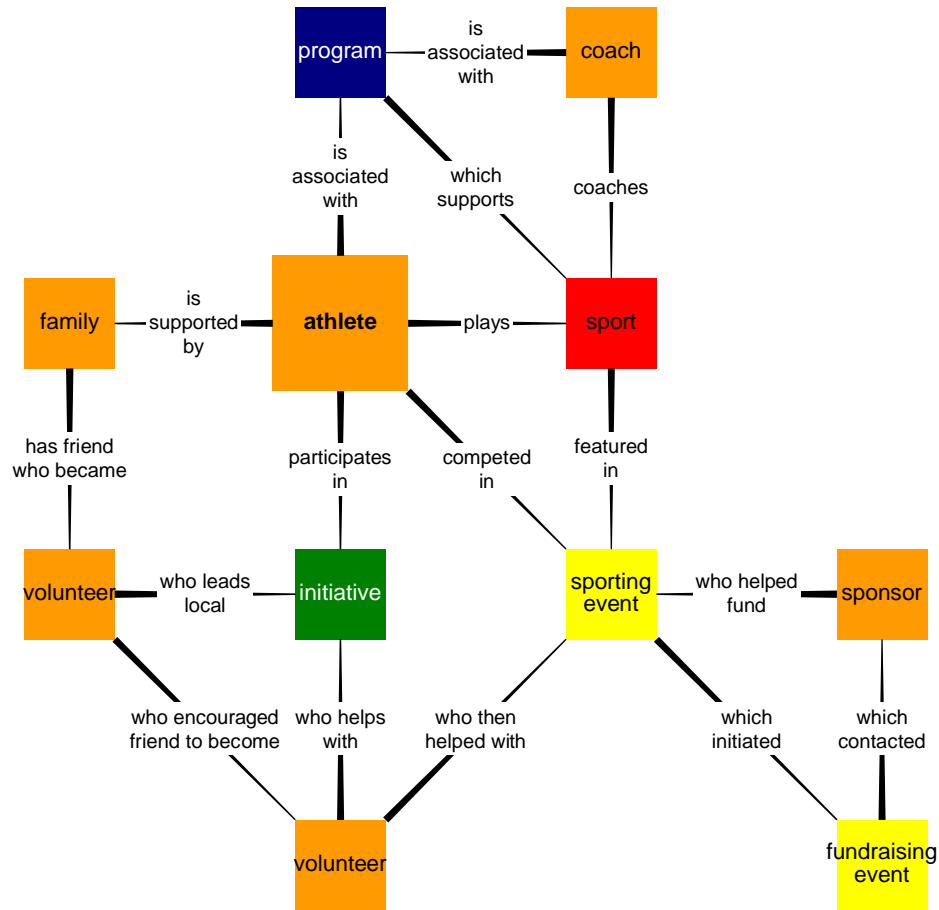 program
is
associated
with
coach
is
associated
with
which
supports
coaches
family
is
supported
by
athlete
plays
sport
has friend
who became
participates
in
competed
in
featured
in
volunteer
who leads
local
initiative
sporting
event
who helped
fund
sponsor
who encouraged
friend to become
who helps
with
who then
helped with
which
initiated
which
contacted
volunteer
fundraising
event